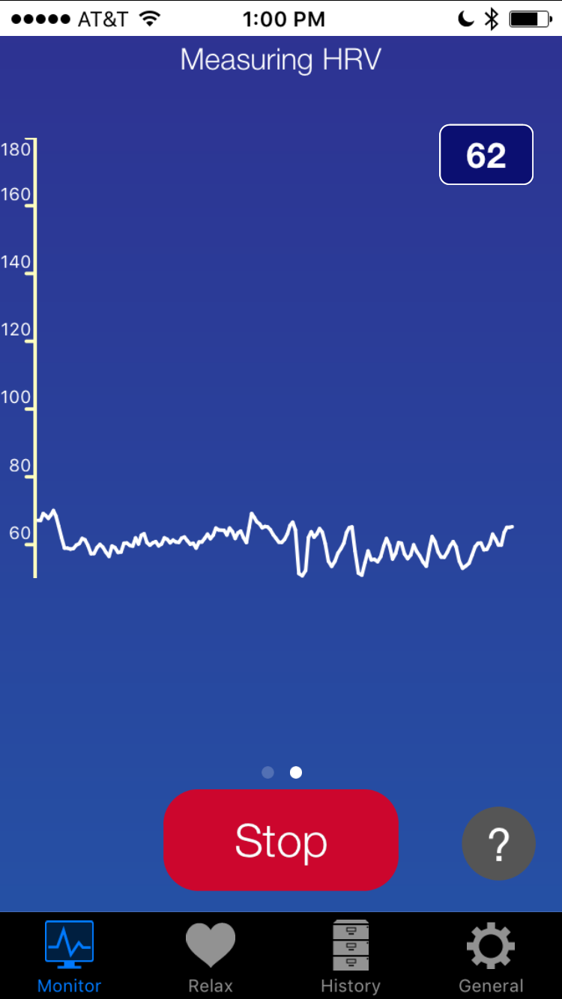 AT&T 1:00 PM
Measuring HRV
62
180
160
140
120
100
80
60
Stop
?
Monitor Relax History General